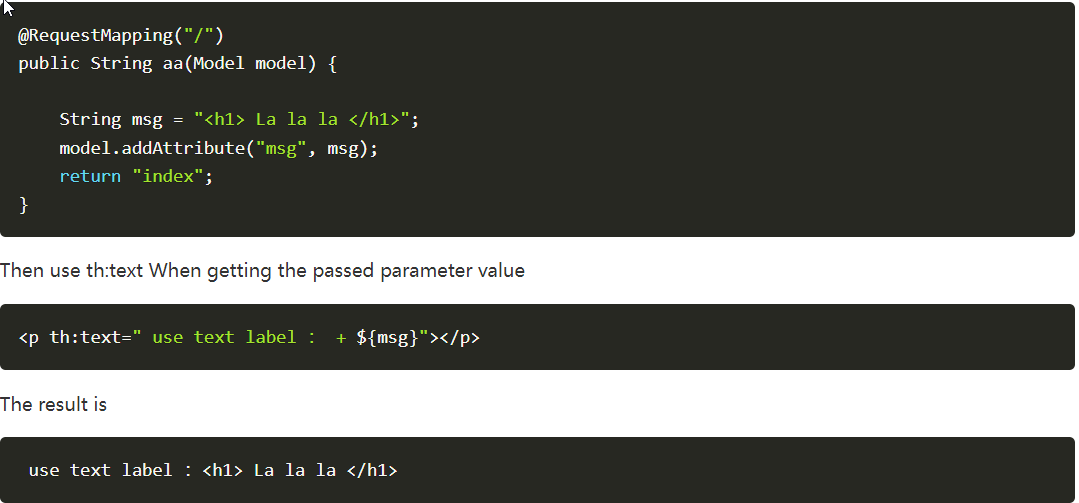 @RequestMapping("/")
public String aa(Model model) {
    String msg = "<h1> La la la </h1>";
    model.addAttribute("msg", msg);
    return "index";
}
Then use th:text When getting the passed parameter value
<p th:text=" use text label :  + ${msg}"></p>
The result is
use text label : <h1> La la la </h1>